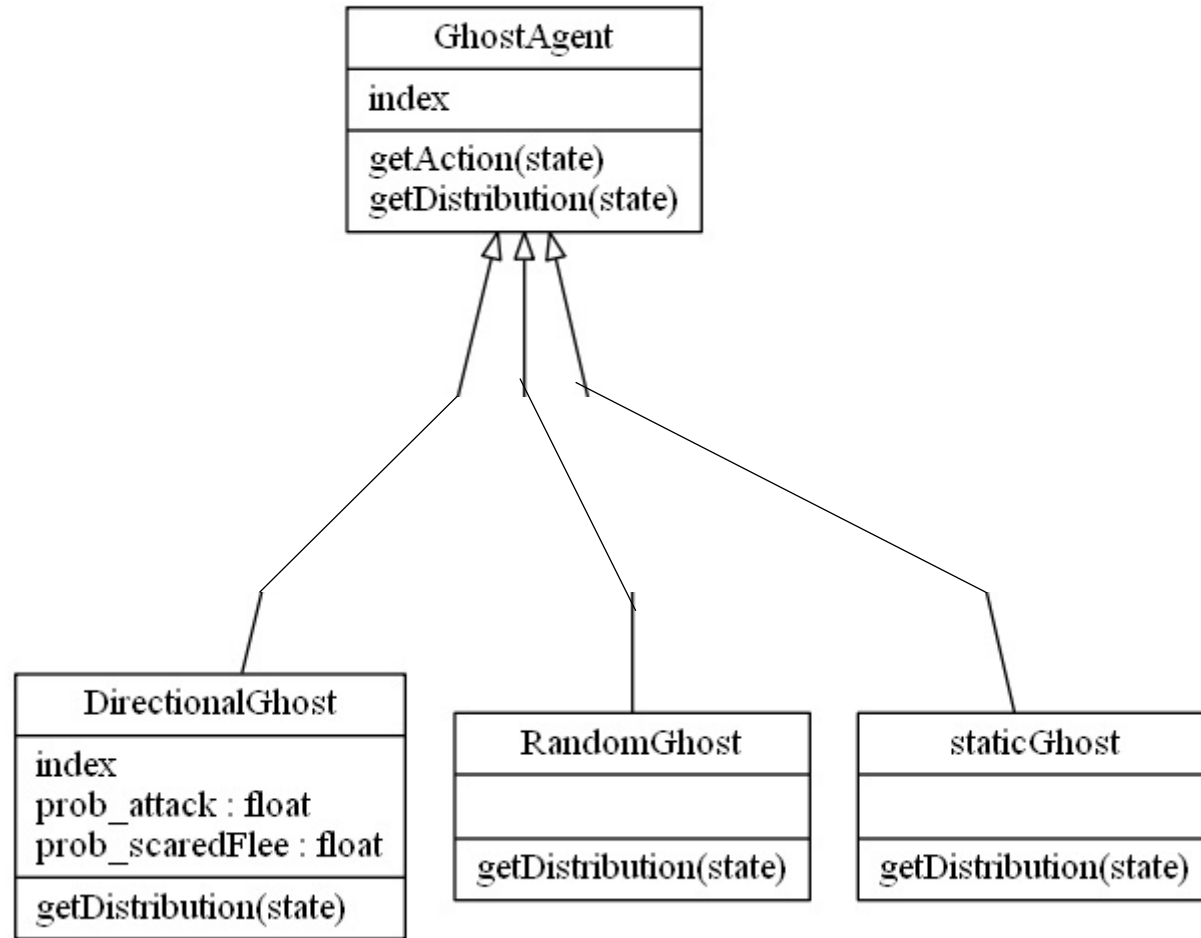 GhostAgent
index
getAction(state)
getDistribution(state)
DirectionalGhost
index
prob_attack : float
prob_scaredFlee : float
getDistribution(state)
RandomGhost
getDistribution(state)
staticGhost
getDistribution(state)